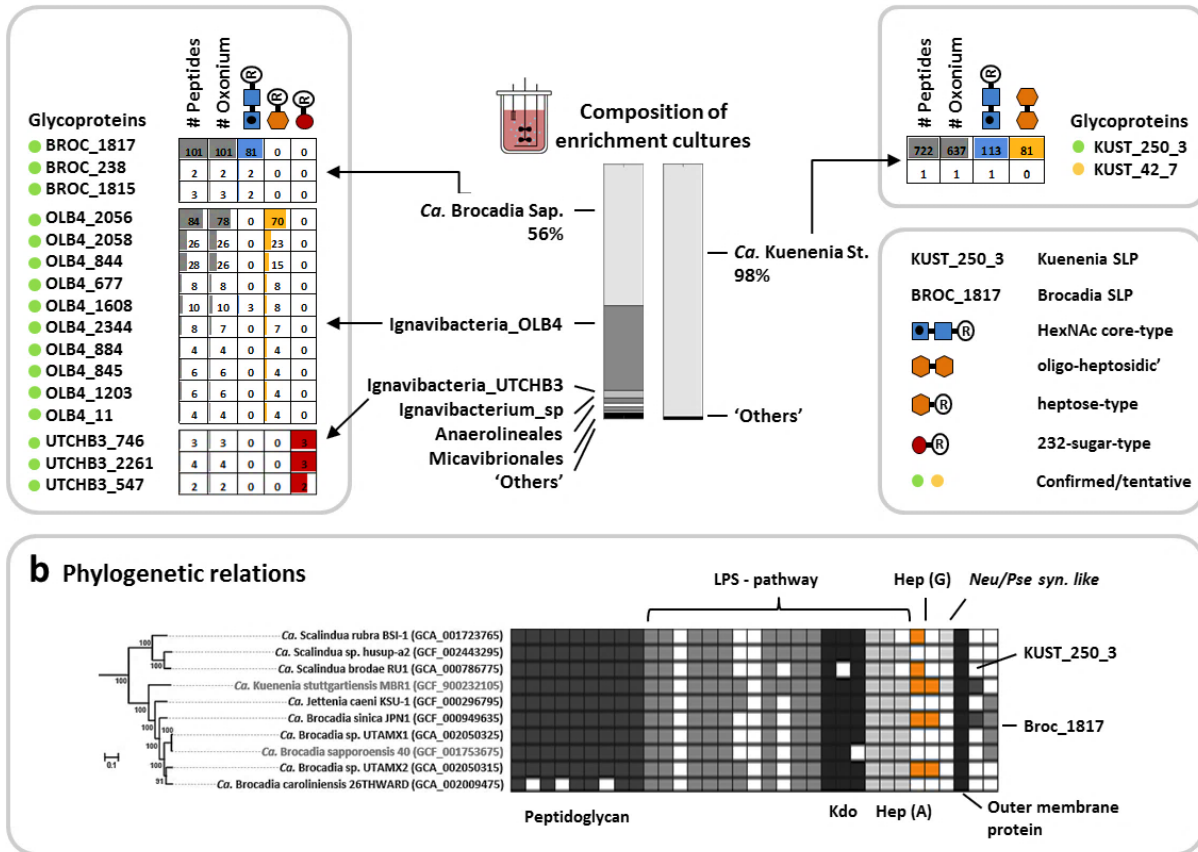 # Peptides
# Oxonium
R
R
R
Glycoproteins
BROC_1817 101 101 81 0 0
BROC_238 2 2 2 0 0
BROC_1815 3 3 2 0 0
OLB4_2056 84 78 0 70 0
OLB4_2058 26 26 0 23 0
OLB4_844 28 26 0 15 0
OLB4_677 8 8 0 8 0
OLB4_1608 10 10 3 8 0
OLB4_2344 8 7 0 7 0
OLB4_884 4 4 0 4 0
OLB4_845 6 6 0 4 0
OLB4_1203 6 6 0 4 0
OLB4_11 4 4 0 4 0
UTCHB3_746 3 3 0 0 3
UTCHB3_2261 4 4 0 0 3
UTCHB3_547 2 2 0 0 2
Composition of
enrichment cultures
Ca. Brocadia Sap.
56%
Ignavibacteria_OLB4
Ignavibacteria_UTCHB3
Ignavibacterium_sp
Anaerolineales
Micavibrionales
‘Others’
Ca. Kuenenia St.
98%
‘Others’
# Peptides
# Oxonium
R
Glycoproteins
722 637 113 81 KUST_250_3
1 1 1 0 KUST_42_7
KUST_250_3 Kuenenia SLP
BROC_1817 Brocadia SLP
R HexNAc core-type
oligo-heptosidic’
R heptose-type
R 232-sugar-type
Confirmed/tentative
b Phylogenetic relations
LPS - pathway
Hep (G)
Neu/Pse syn. like
Ca. Scalindua rubra BSI-1 (GCA_001723765)
Ca. Scalindua sp. husup-a2 (GCF_002443295)
Ca. Scalindua brodae RU1 (GCA_000786775)
Ca. Kuenenia stuttgartiensis MBR1 (GCF_900232105)
Ca. Jettenia caeni KSU-1 (GCF_000296795)
Ca. Brocadia sinica JPN1 (GCF_000949635)
Ca. Brocadia sp. UTAMX1 (GCA_002050325)
Ca. Brocadia sapporoensis 40 (GCF_001753675)
Ca. Brocadia sp. UTAMX2 (GCA_002050315)
Ca. Brocadia caroliniensis 26THWARD (GCA_002009475)
100
100
100
100
100
100
100
100
91
0.1
KUST_250_3
Broc_1817
Peptidoglycan
Kdo
Hep (A)
Outer membrane
protein